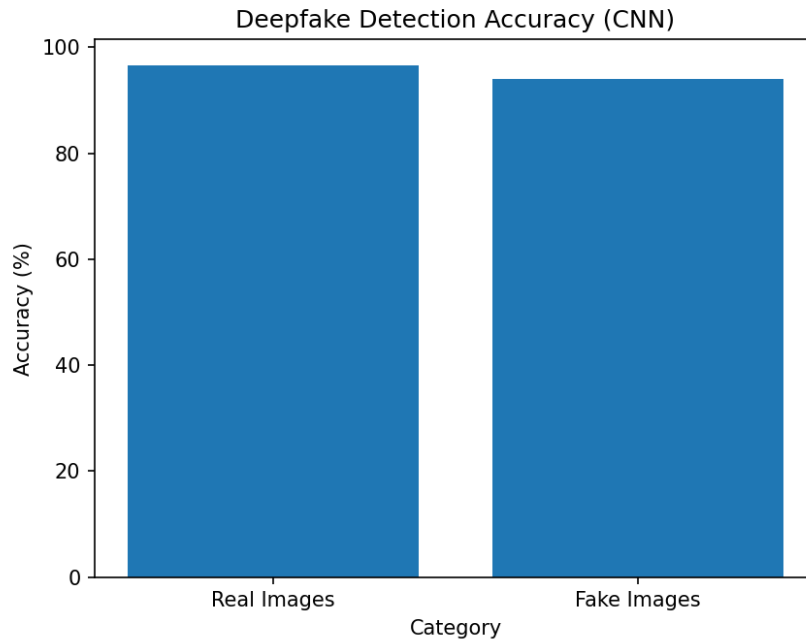 Deepfake Detection Accuracy (CNN)
100
80
60
40
20
0
Accuracy (%)
Real Images
Fake Images
Category